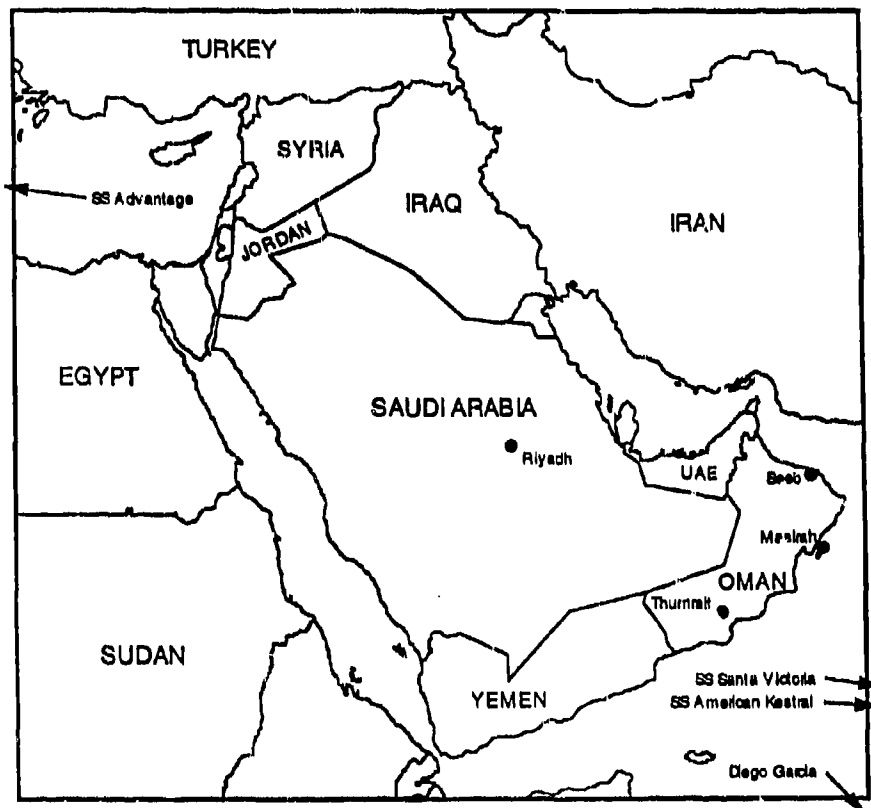 TURKEY
SYRIA
SS Advantage
IRAQ
IRAN
JORDAN
EGYPT
SAUDI ARABIA
Riyadh
UAE
Seeb
Masirah
OMAN
Thumrait
SUDAN
SS Santa Victoria
YEMEN
SS American Kestral
Diego Garcia